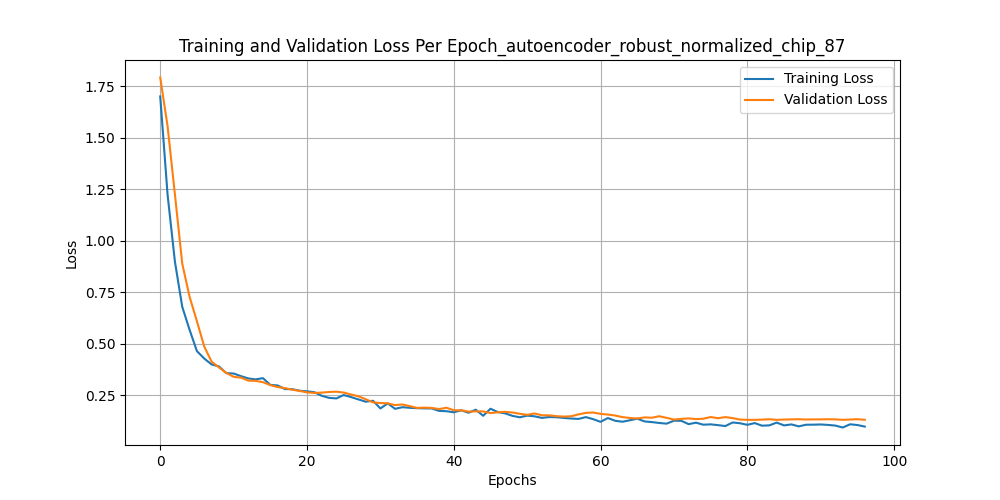 Training and Validation Loss Per Epoch_autoencoder_robust_normalized_chip_87
Training Loss
Validation Loss
1.75
1.50
1.25
1.00
0.75
0.50
0.25
Loss
0 20 40 60 80 100
Epochs